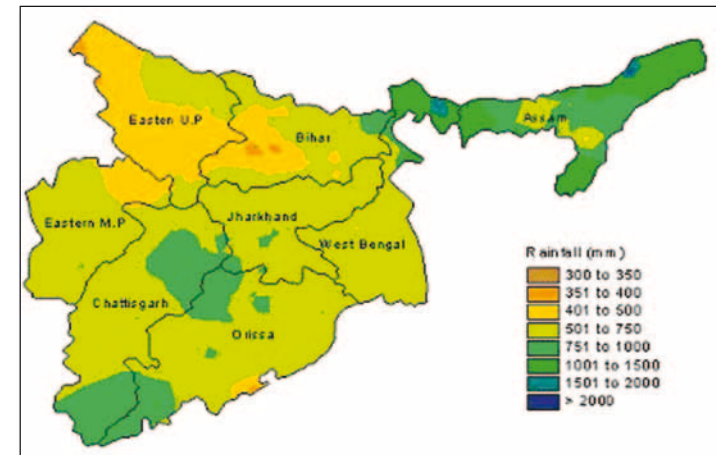 Easten U.P
Bihar
Assam
Eastern M.P
Jharkhand
West Bengal
Chattisgarh
Orissa
Rainfall (mm)
300 to 350
351 to 400
401 to 500
501 to 750
751 to 1000
1001 to 1500
1501 to 2000
> 2000